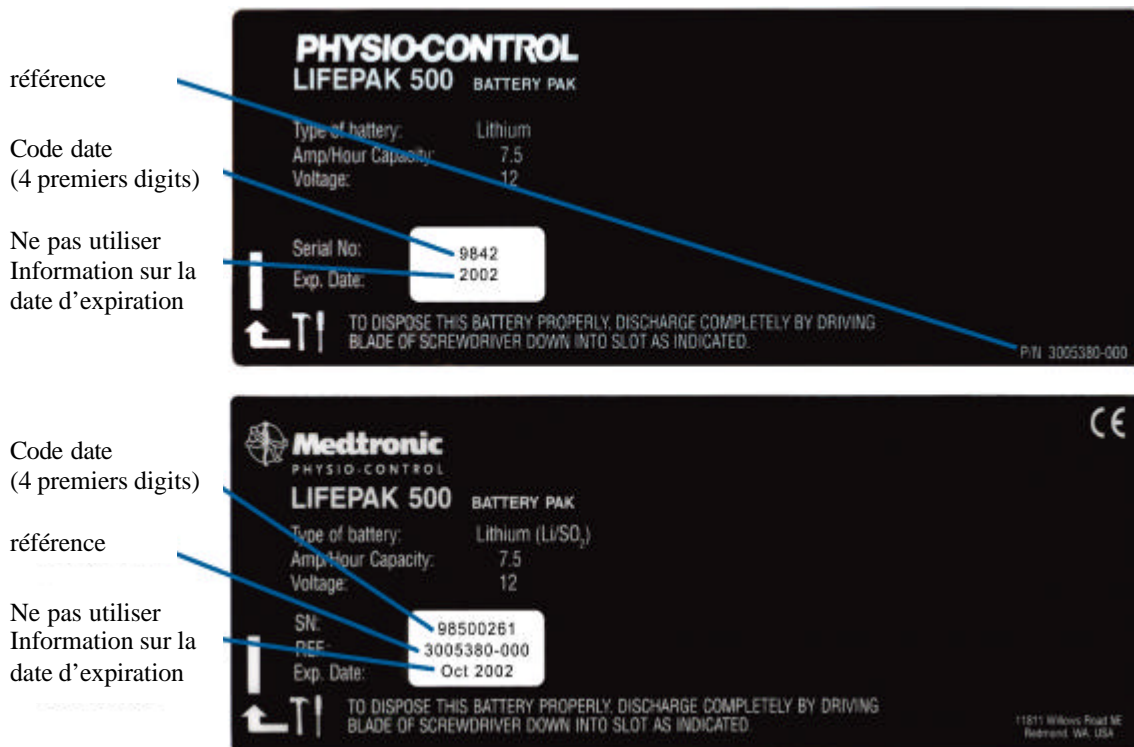 PHYSIO-CONTROL
LIFEPAK 500 BATTERY PAK
référence
Type of battery: Lithium
Code date
Amp/Hour Capacity: 7.5
(4 premiers digits)
Voltage: 12
Ne pas utiliser
Information sur la
date d'expiration
Serial No: 9842
Exp. Date: 2002
TO DISPOSE THIS BATTERY PROPERLY, DISCHARGE COMPLETELY BY DRIVING
BLADE OF SCREWDRIVER DOWN INTO SLOT AS INDICATED.
P/N 3005380-000
CE
Medtronic
PHYSIO-CONTROL
Code date
(4 premiers digits)
LIFEPAK 500 BATTERY PAK
référence
Type of battery: Lithium (Li/SO₂)
Amp/Hour Capacity: 7.5
Voltage: 12
Ne pas utiliser
Information sur la
date d'expiration
SN: 98500261
REF: 3005380-000
Exp. Date: Oct 2002
TO DISPOSE THIS BATTERY PROPERLY, DISCHARGE COMPLETELY BY DRIVING
BLADE OF SCREWDRIVER DOWN INTO SLOT AS INDICATED
11811 Willows Road NE
Redmond, WA, USA